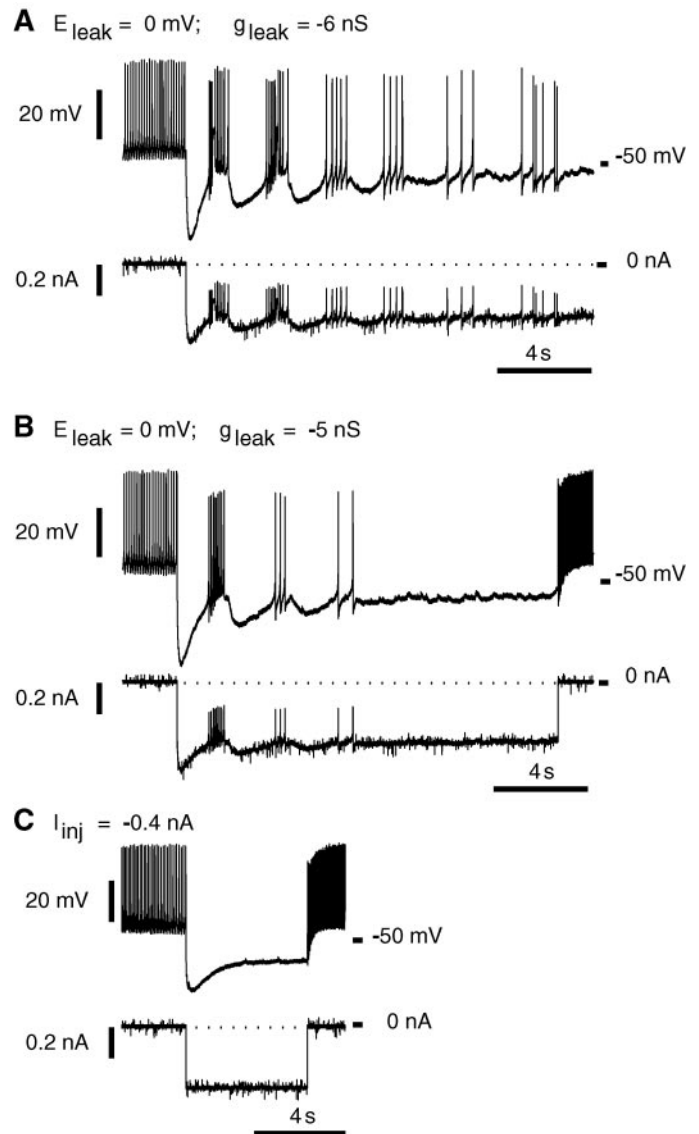 A E leak = 0 mV; g leak = -6 nS
20 mV
-50 mV
0 nA
0.2 nA
4 s
B E leak = 0 mV; g leak = -5 nS
20 mV
-50 mV
0 nA
0.2 nA
4 s
C I inj = -0.4 nA
20 mV
-50 mV
0 nA
0.2 nA
4 s